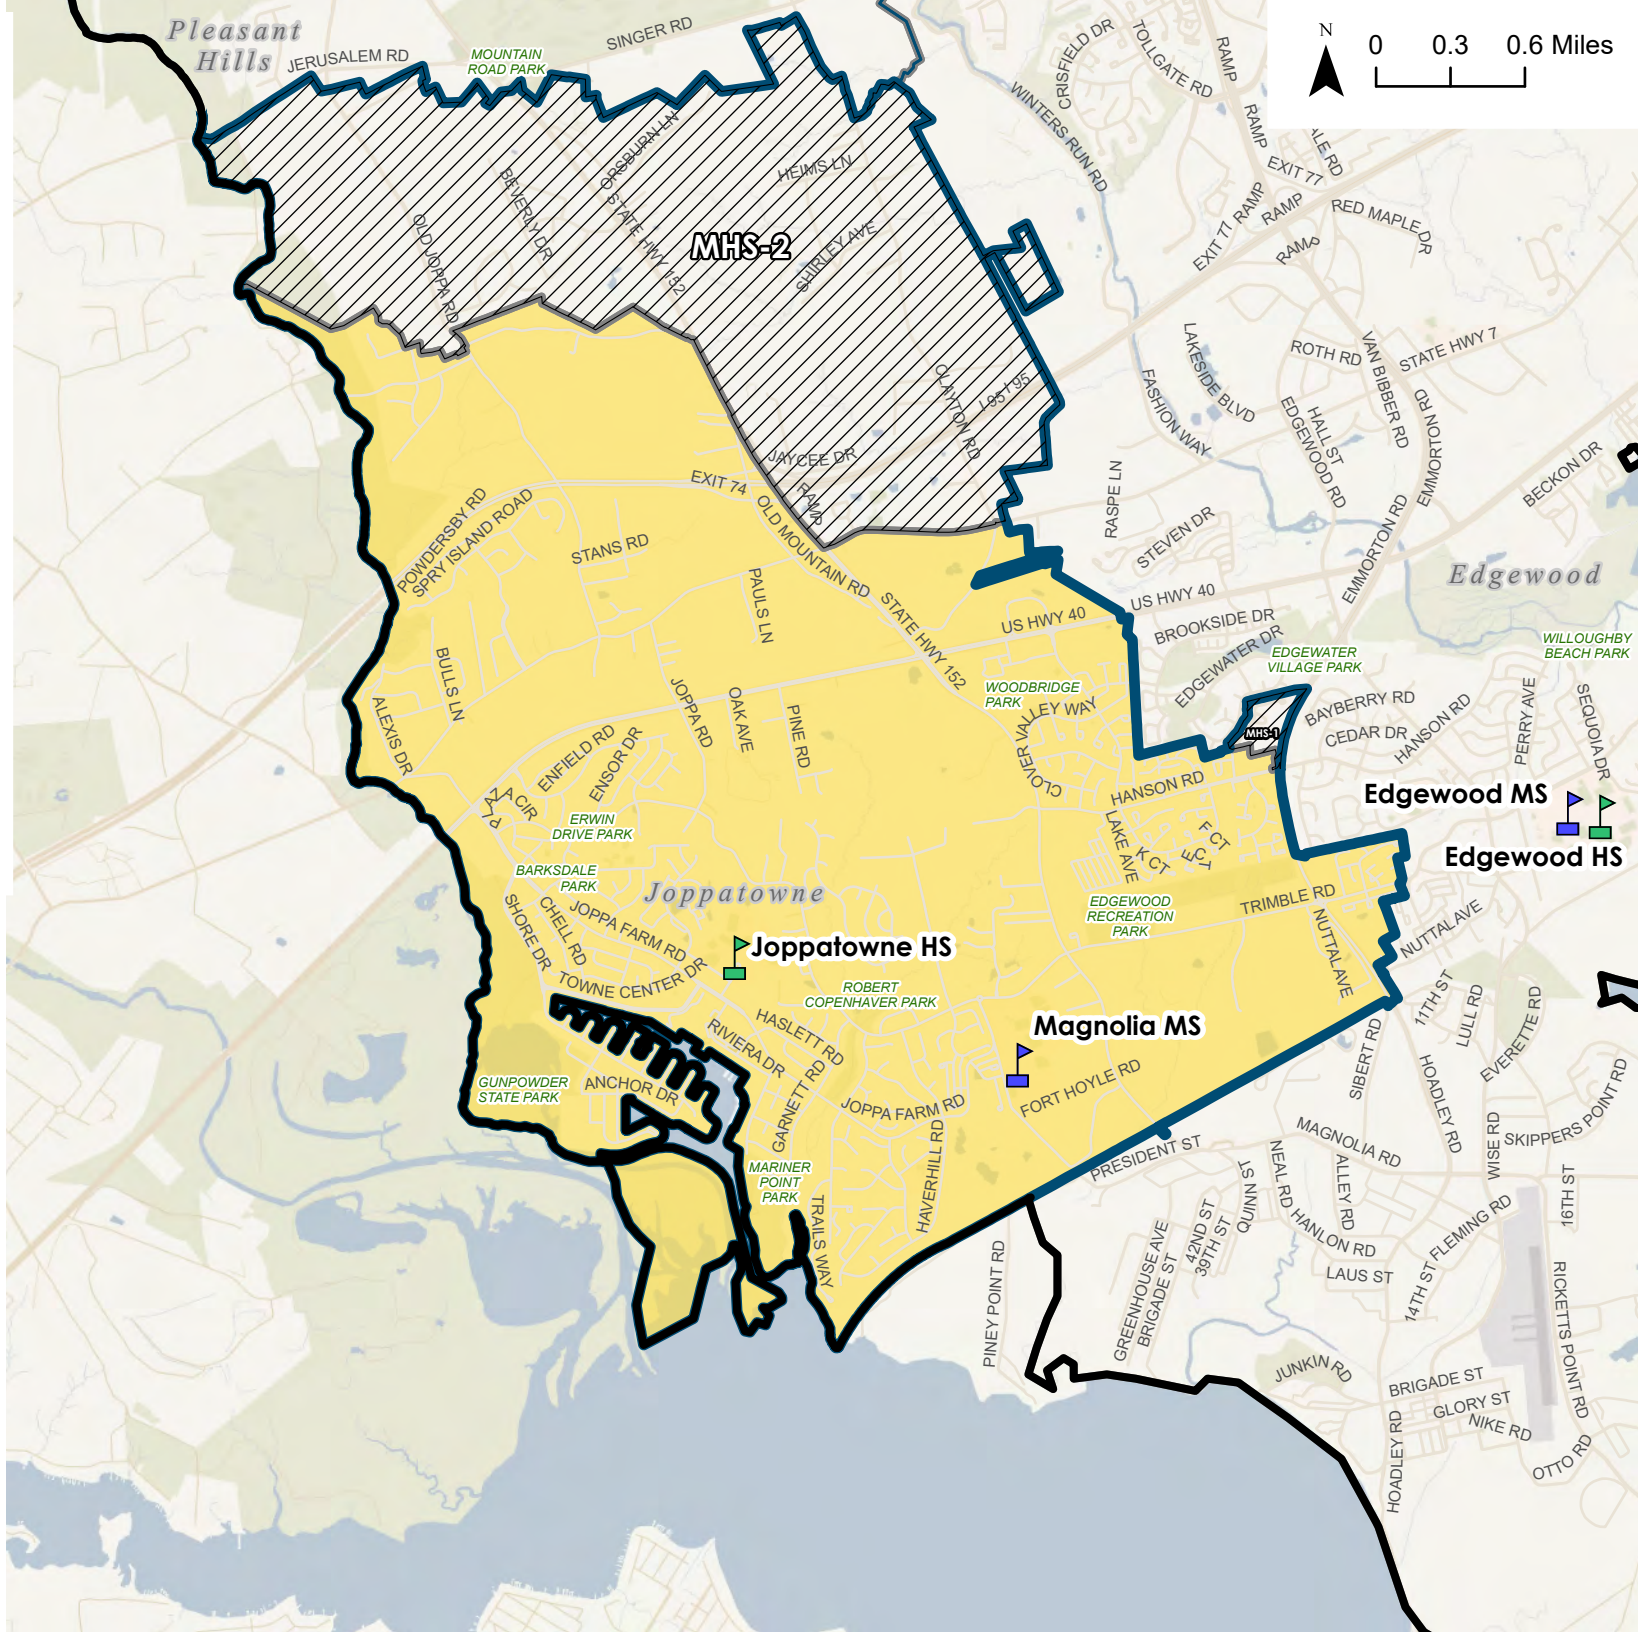 Pleasant
Hills
JERUSALEM RD
MOUNTAIN
ROAD PARK
SINGER RD
CRISFIELD DR
TOLLGATE RD
RAMP
N
0 0.3 0.6 Miles
WINTERS RUN RD
RAMP
EXIT 77
RAMP
RAMP
EXIT 77
RED MAPLE DR
RAMP
ORSBURN LN
HEIMS LN
BEVERLY DR
STATE HWY 152
OLD JOPPA RD
MHS-2
SHIRLEY AVE
CLAYTON RD
I 95
I 95
JAYCEE DR
RAMP
LAKESIDE BLVD
ROTH RD
VAN BIBBER RD
STATE HWY 7
FASHION WAY
EDGEWOOD RD
HALL ST
EMMORTON RD
BECKON DR
RASPE LN
STEVEN DR
EMMORTON RD
Edgewood
EXIT 74
OLD MOUNTAIN RD
POWDERSBY RD
SPRY ISLAND ROAD
STANS RD
PAULS LN
STATE HWY 152
US HWY 40
US HWY 40
BROOKSIDE DR
EDGEWATER DR
EDGEWATER
VILLAGE PARK
WILLOUGHBY
BEACH PARK
BULLS LN
ALEXIS DR
JOPPA RD
OAK AVE
PINE RD
WOODBRIDGE
PARK
CLOVER VALLEY WAY
MHS-1
BAYBERRY RD
CEDAR DR
HANSON RD
PERRY AVE
SEQUOIA DR
ENFIELD RD
ENSOR DR
PLAZA CIR
ERWIN
DRIVE PARK
HANSON RD
LAKE AVE
F CT
E CT
K CT
Edgewood MS
Edgewood HS
BARKSDALE
PARK
Joppatowne
EDGEWOOD
RECREATION
PARK
TRIMBLE RD
NUTTALAVE
NUTTALAVE
SHORE DR
CHELL RD
JOPPA FARM RD
Joppatowne HS
TOWNE CENTER DR
ROBERT
COPENHAVER PARK
HASLETT RD
RIVIERA DR
Magnolia MS
11TH ST
LULL RD
EVERETTE RD
SIBERT RD
HOADLEY RD
GUNPOWDER
STATE PARK
ANCHOR DR
GARNETT RD
JOPPA FARM RD
FORT HOYLE RD
HAVERHILL RD
MARINER
POINT
PARK
TRAILS WAY
PRESIDENT ST
MAGNOLIA RD
WISE RD
SKIPPERS POINT RD
QUINN ST
NEAL RD
ALLEY RD
HANLON RD
FLEMING RD
16TH ST
42ND ST
39TH ST
GREENHOUSE AVE
BRIGADE ST
LAUS ST
14TH ST
PINEY POINT RD
RICKETTS POINT RD
JUNKIN RD
BRIGADE ST
GLORY ST
NIKE RD
HOADLEY RD
OTTO RD